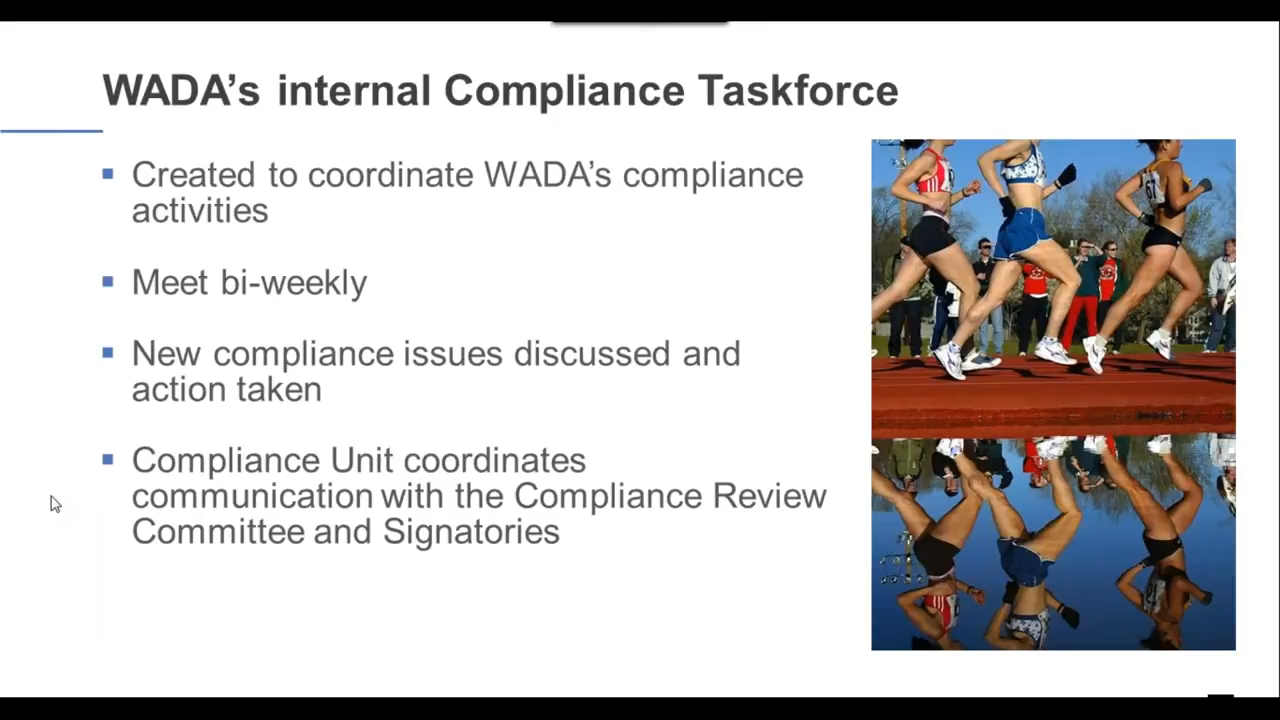 WADA’s internal Compliance Taskforce
Created to coordinate WADA’s compliance
activities
Meet bi-weekly
New compliance issues discussed and
action taken
Compliance Unit coordinates
communication with the Compliance Review
Committee and Signatories